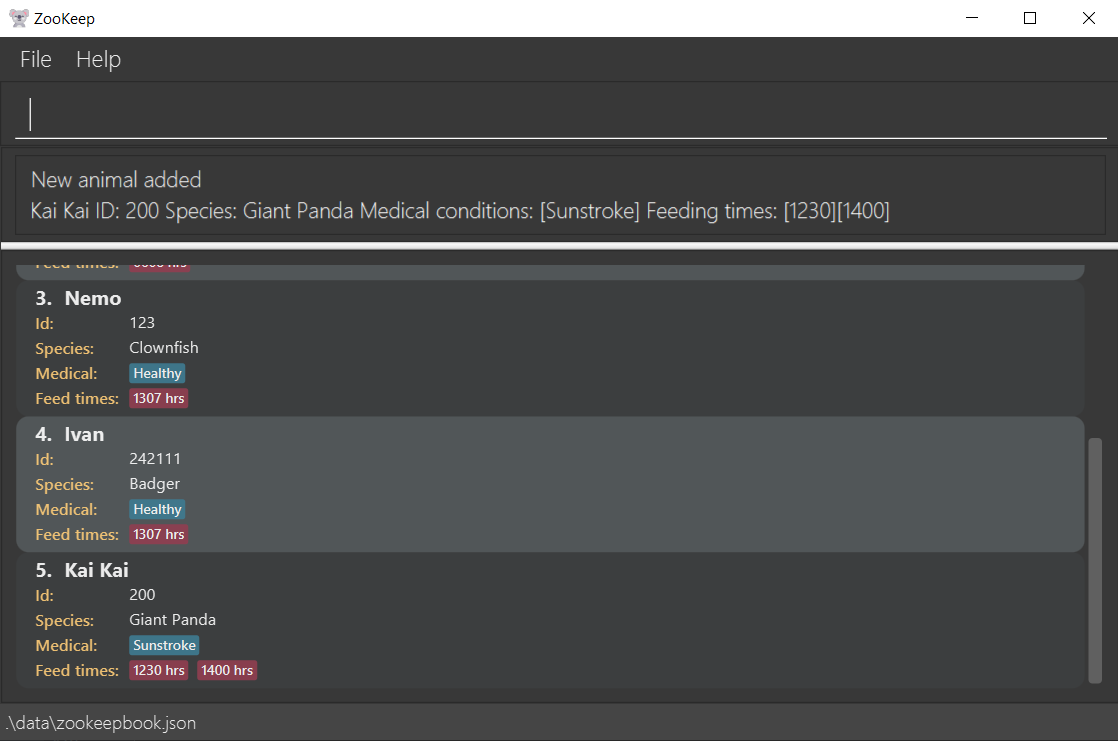 ZooKeep
File Help
New animal added
Kai Kai ID: 200 Species: Giant Panda Medical conditions: [Sunstroke] Feeding times: [1230][1400]
Feed times:
3. Nemo
Id: 123
Species: Clownfish
Medical: Healthy
Feed times: 1307 hrs
4. Ivan
Id: 242111
Species: Badger
Medical: Healthy
Feed times: 1307 hrs
5. Kai Kai
Id: 200
Species: Giant Panda
Medical: Sunstroke
Feed times: 1230 hrs 1400 hrs
.\data\zookeepbook.json